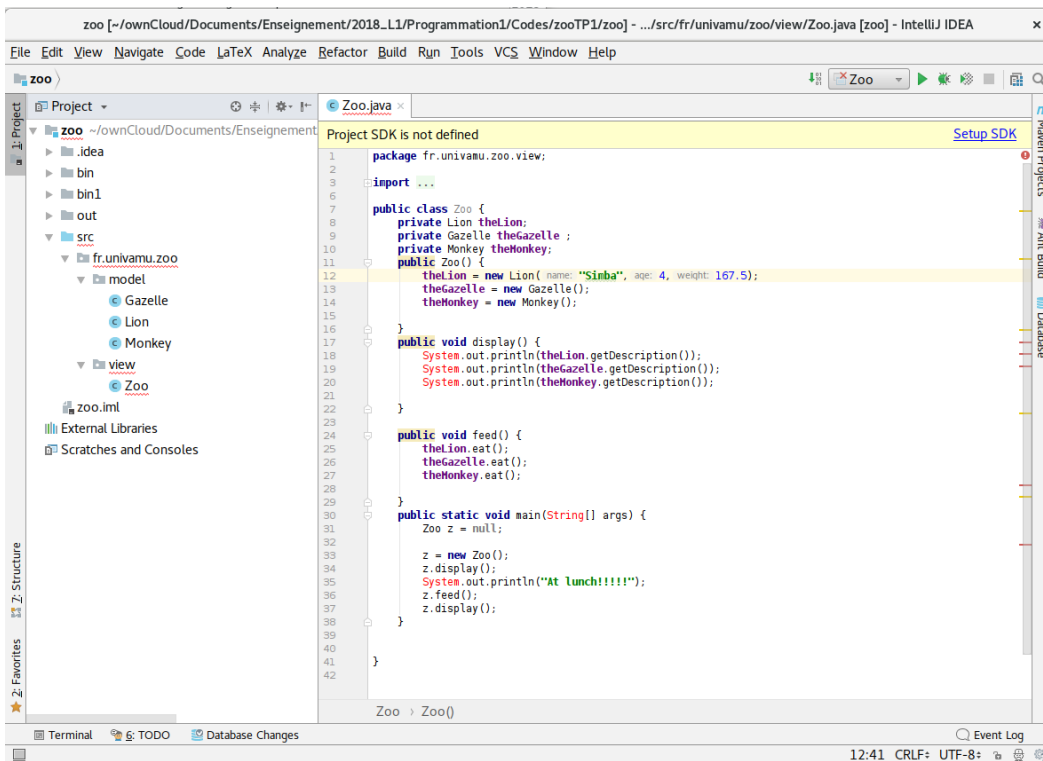 zoo [~/ownCloud/Documents/Enseignement/2018_L1/Programmation1/Codes/zooTP1/zoo] - .../src/fr/univamu/zoo/view/Zoo.java [zoo] - IntelliJ IDEA
File Edit View Navigate Code LaTeX Analyze Refactor Build Run Tools VCS Window Help
zoo
Zoo
Project
Zoo.java
1: Project
zoo ~/ownCloud/Documents/Enseignement
.idea
bin
bin1
out
src
fr.univamu.zoo
model
Gazelle
Lion
Monkey
view
Zoo
zoo.iml
External Libraries
Scratches and Consoles
7: Structure
2: Favorites
Project SDK is not defined Setup SDK
1 package fr.univamu.zoo.view;
2
3 import ...
6
7 public class Zoo {
8 private Lion theLion;
9 private Gazelle theGazelle ;
10 private Monkey theMonkey;
11 public Zoo() {
12 theLion = new Lion( name: "Simba", age: 4, weight: 167.5);
13 theGazelle = new Gazelle();
14 theMonkey = new Monkey();
15
16 }
17 public void display() {
18 System.out.println(theLion.getDescription());
19 System.out.println(theGazelle.getDescription());
20 System.out.println(theMonkey.getDescription());
21
22 }
23
24 public void feed() {
25 theLion.eat();
26 theGazelle.eat();
27 theMonkey.eat();
28
29 }
30 public static void main(String[] args) {
31 Zoo z = null;
32
33 z = new Zoo();
34 z.display();
35 System.out.println("At lunch!!!!!");
36 z.feed();
37 z.display();
38 }
39
40
41 }
42
Zoo › Zoo()
Maven Projects
Ant Build
Database
Terminal 6: TODO Database Changes Event Log
12:41 CRLF UTF-8